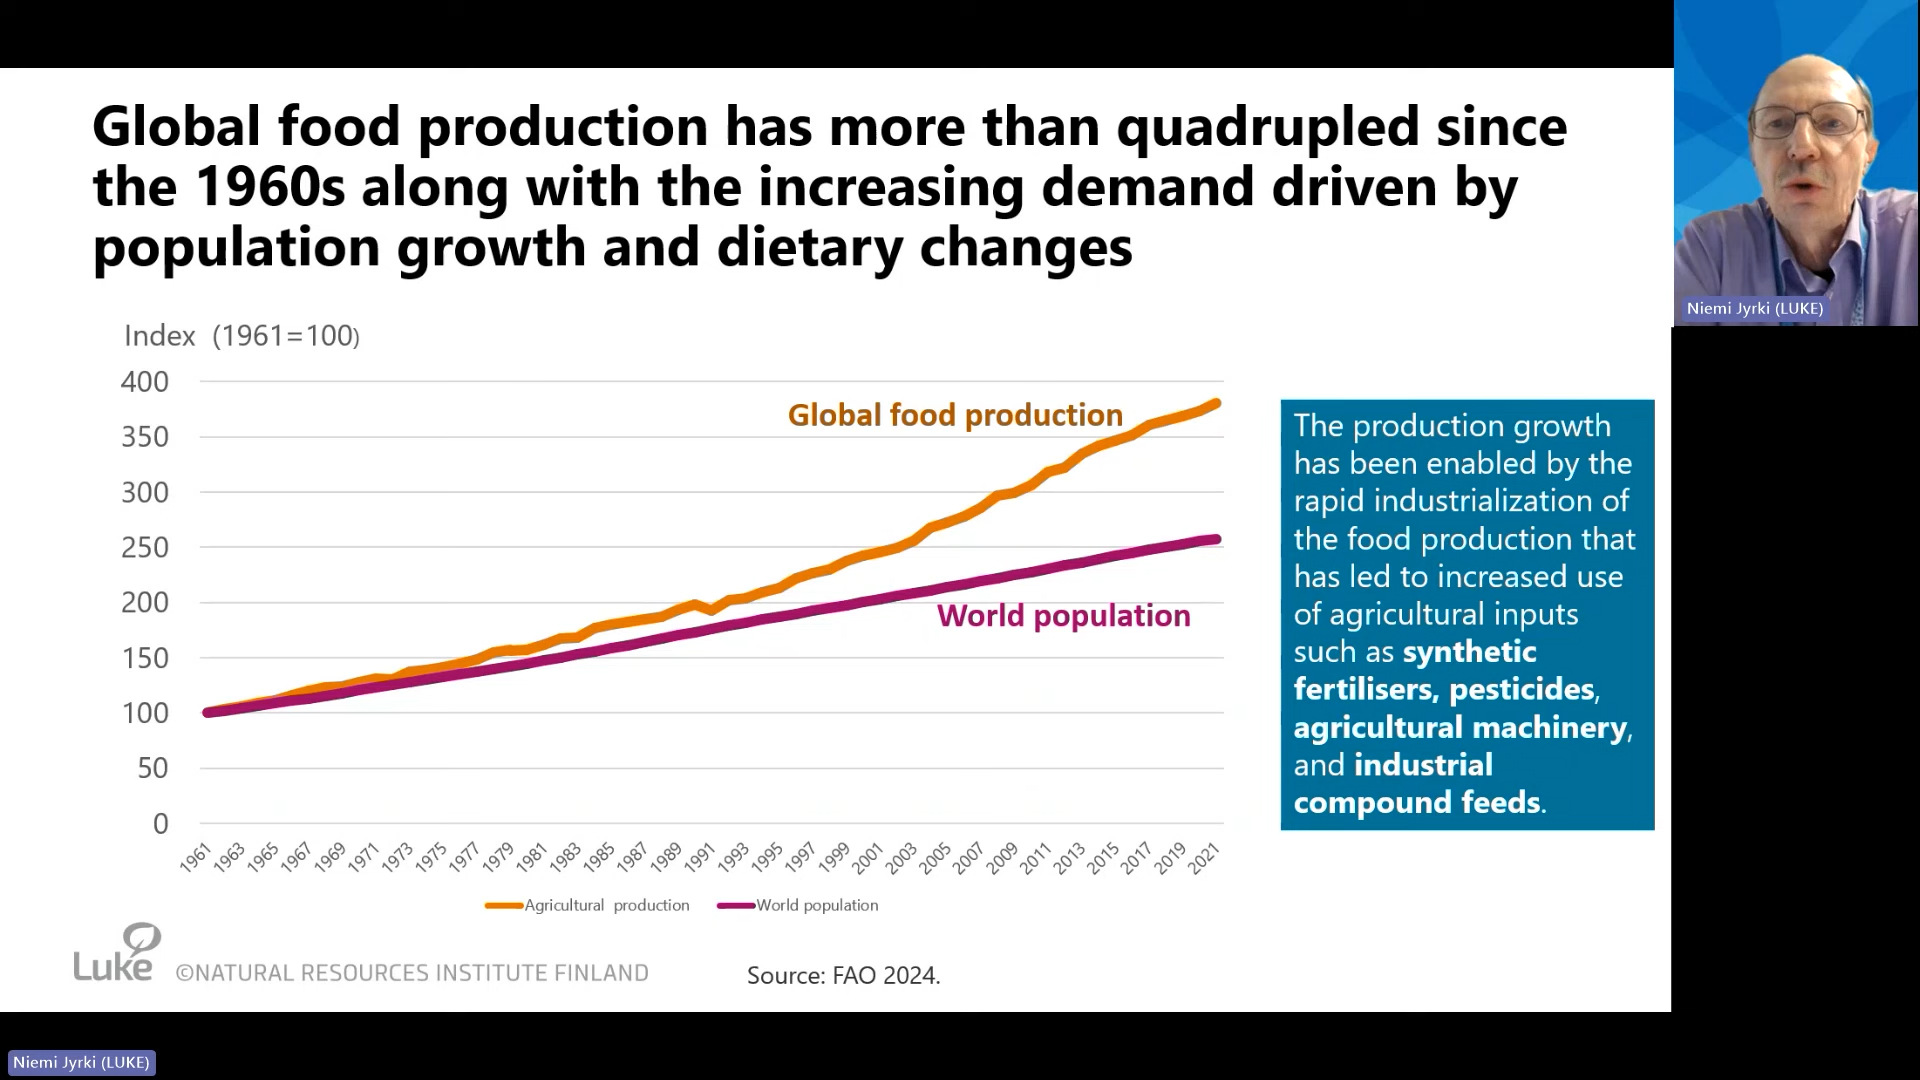 Global food production has more than quadrupled since
the 1960s along with the increasing demand driven by
population growth and dietary changes
Niemi Jyrki (LUKE)
Index (1961=100)
400
350
300
250
200
150
100
50
0
Global food production
World population
1961 1963 1965 1967 1969 1971 1973 1975 1977 1979 1981 1983 1985 1987 1989 1991 1993 1995 1997 1999 2001 2003 2005 2007 2009 2011 2013 2015 2017 2019 2021
Agricultural production World population
The production growth
has been enabled by the
rapid industrialization of
the food production that
has led to increased use
of agricultural inputs
such as synthetic
fertilisers, pesticides,
agricultural machinery,
and industrial
compound feeds.
Luke ©NATURAL RESOURCES INSTITUTE FINLAND
Source: FAO 2024.
Niemi Jyrki (LUKE)